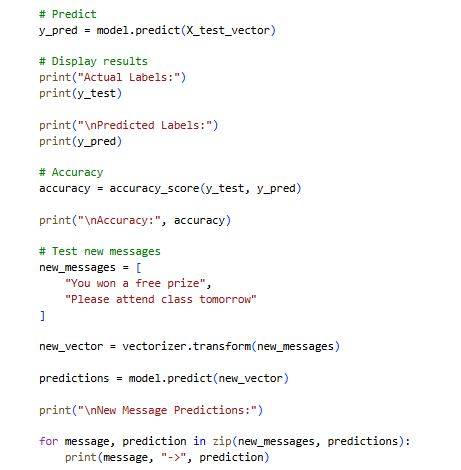 # Predict
y_pred = model.predict(X_test_vector)
# Display results
print("Actual Labels:")
print(y_test)
print("\nPredicted Labels:")
print(y_pred)
# Accuracy
accuracy = accuracy_score(y_test, y_pred)
print("\nAccuracy:", accuracy)
# Test new messages
new_messages = [
    "You won a free prize",
    "Please attend class tomorrow"
]
new_vector = vectorizer.transform(new_messages)
predictions = model.predict(new_vector)
print("\nNew Message Predictions:")
for message, prediction in zip(new_messages, predictions):
    print(message, "->", prediction)